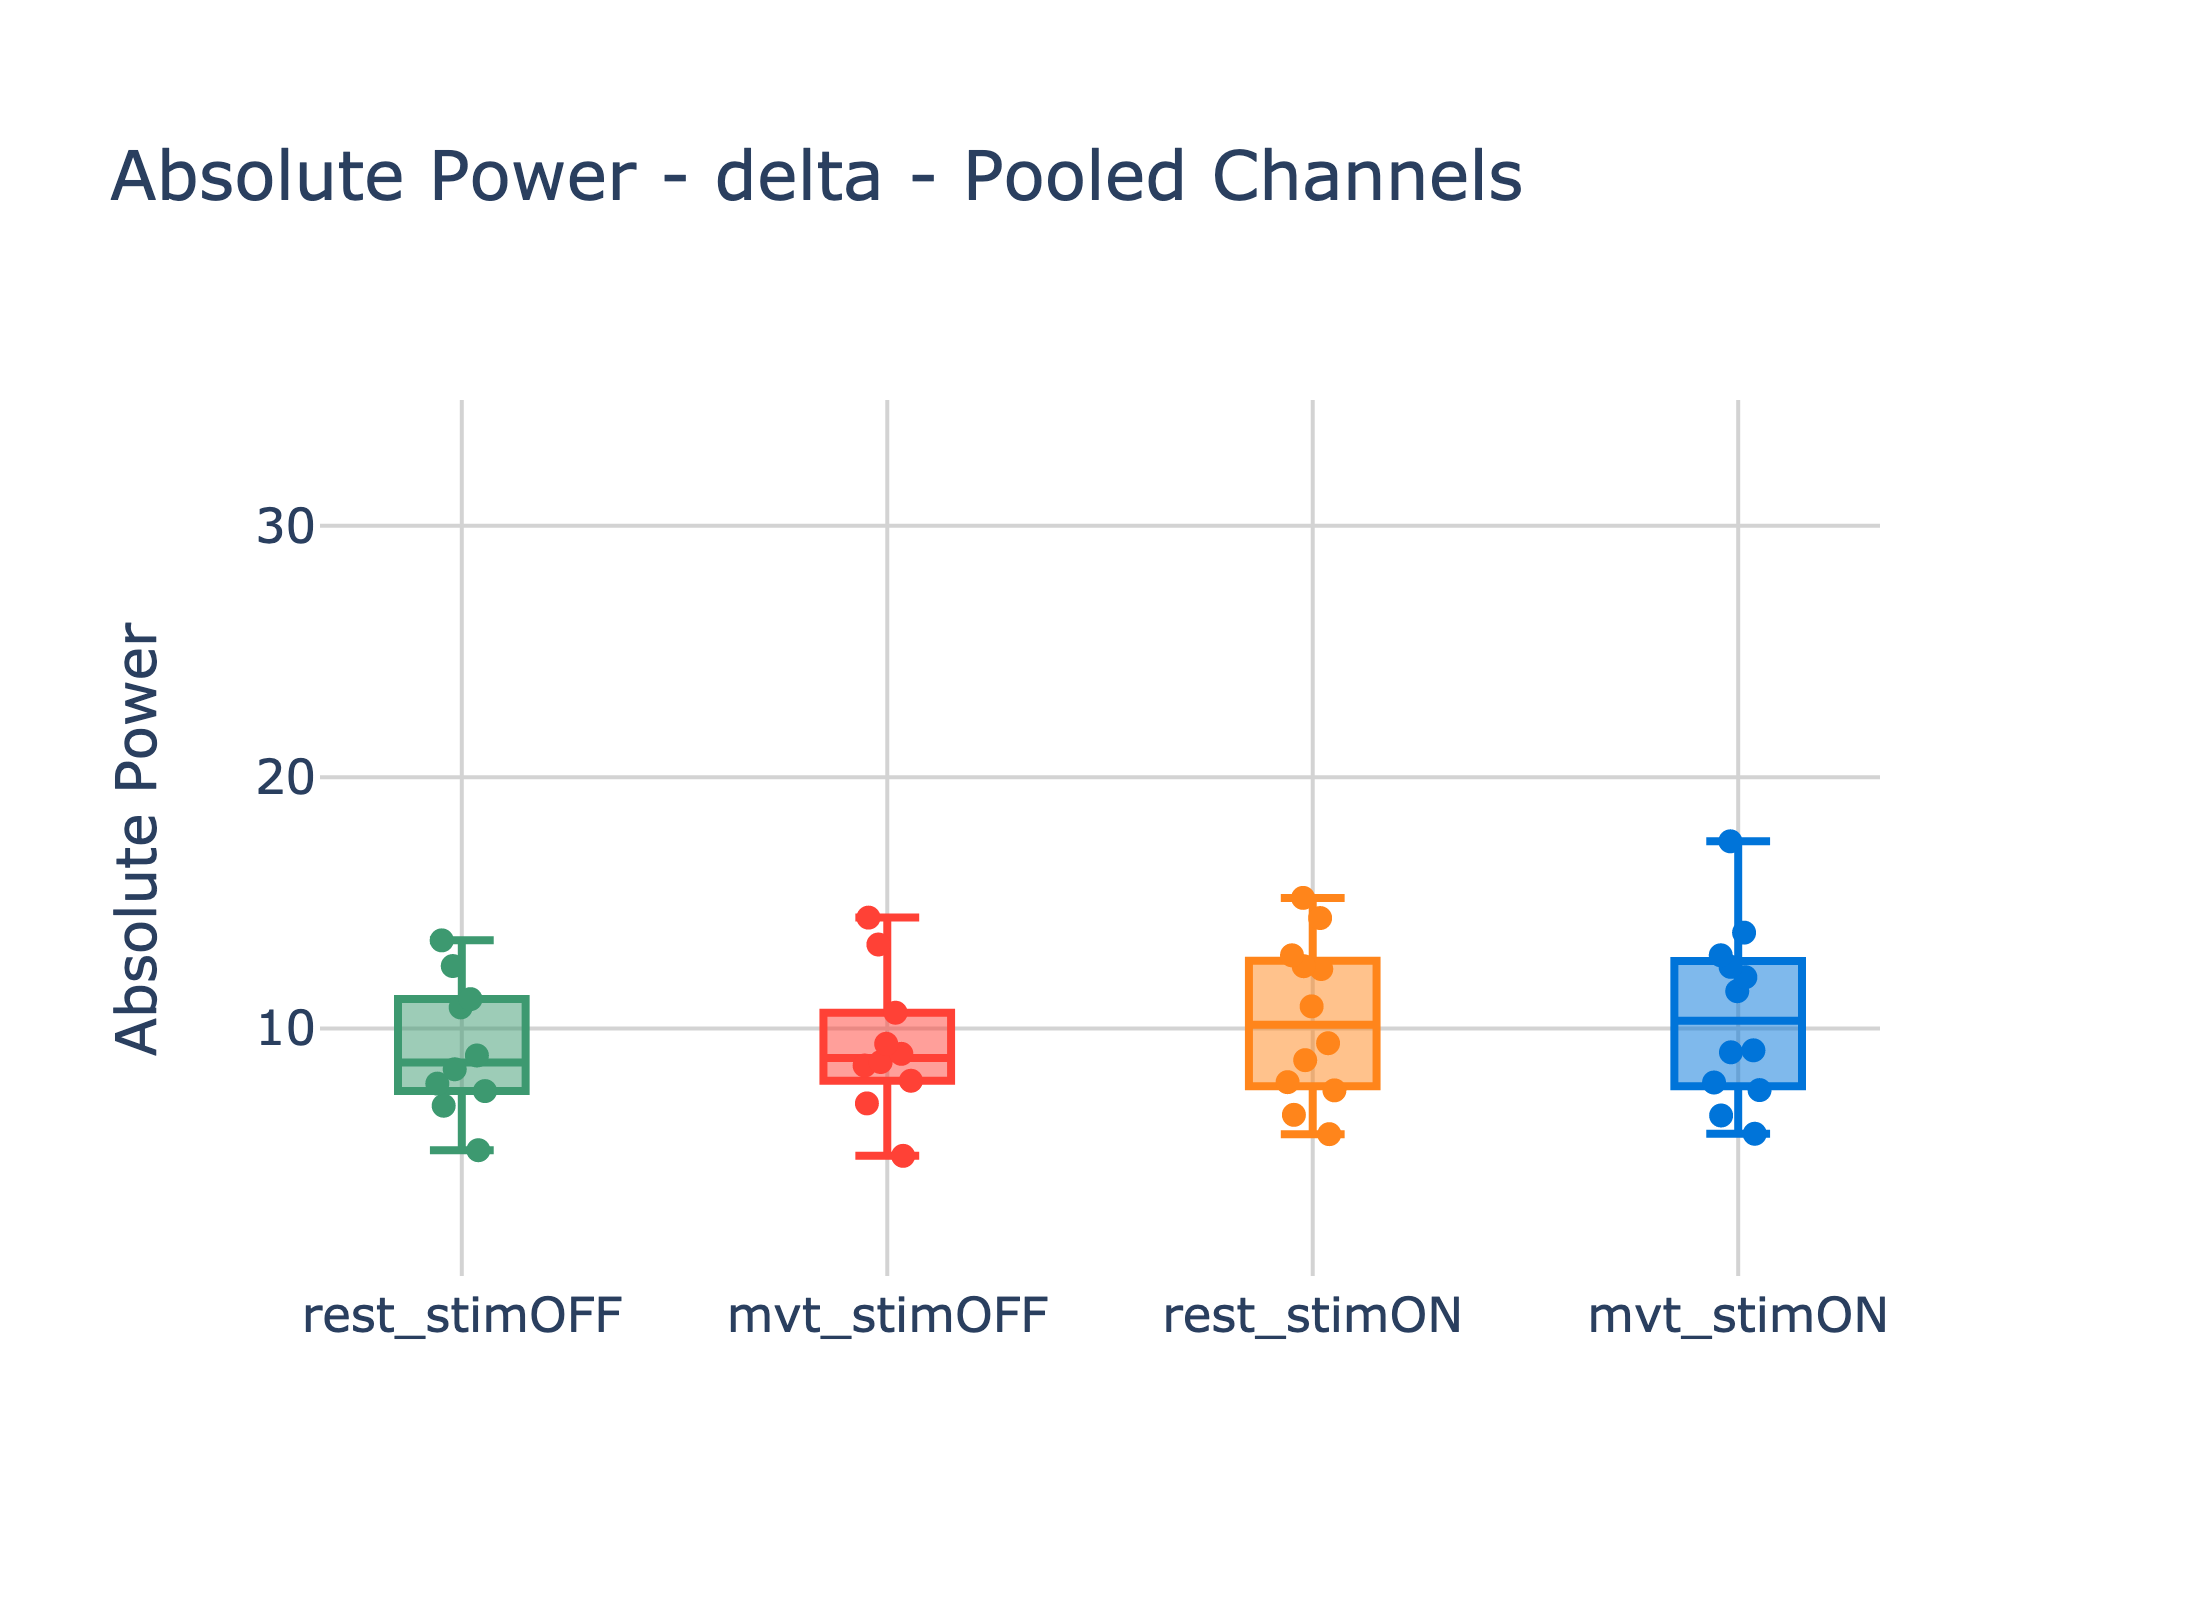 Absolute Power - delta - Pooled Channels
Absolute Power
30
20
10
rest_stimOFF
mvt_stimOFF
rest_stimON
mvt_stimON